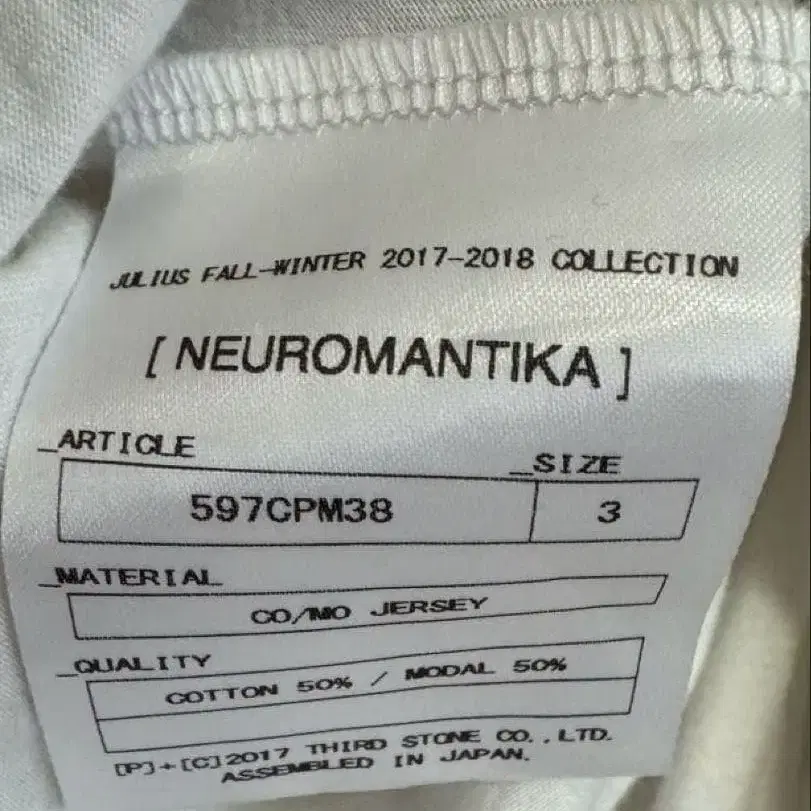 JULIUS FALL-WINTER 2017-2018 COLLECTION
[ NEUROMANTIKA ]
_ARTICLE
_SIZE
597CPM38
3
_MATERIAL
CO/MO JERSEY
_QUALITY
COTTON 50% / MODAL 50%
[P]+[C]2017 THIRD STONE CO.,LTD.
ASSEMBLED IN JAPAN.